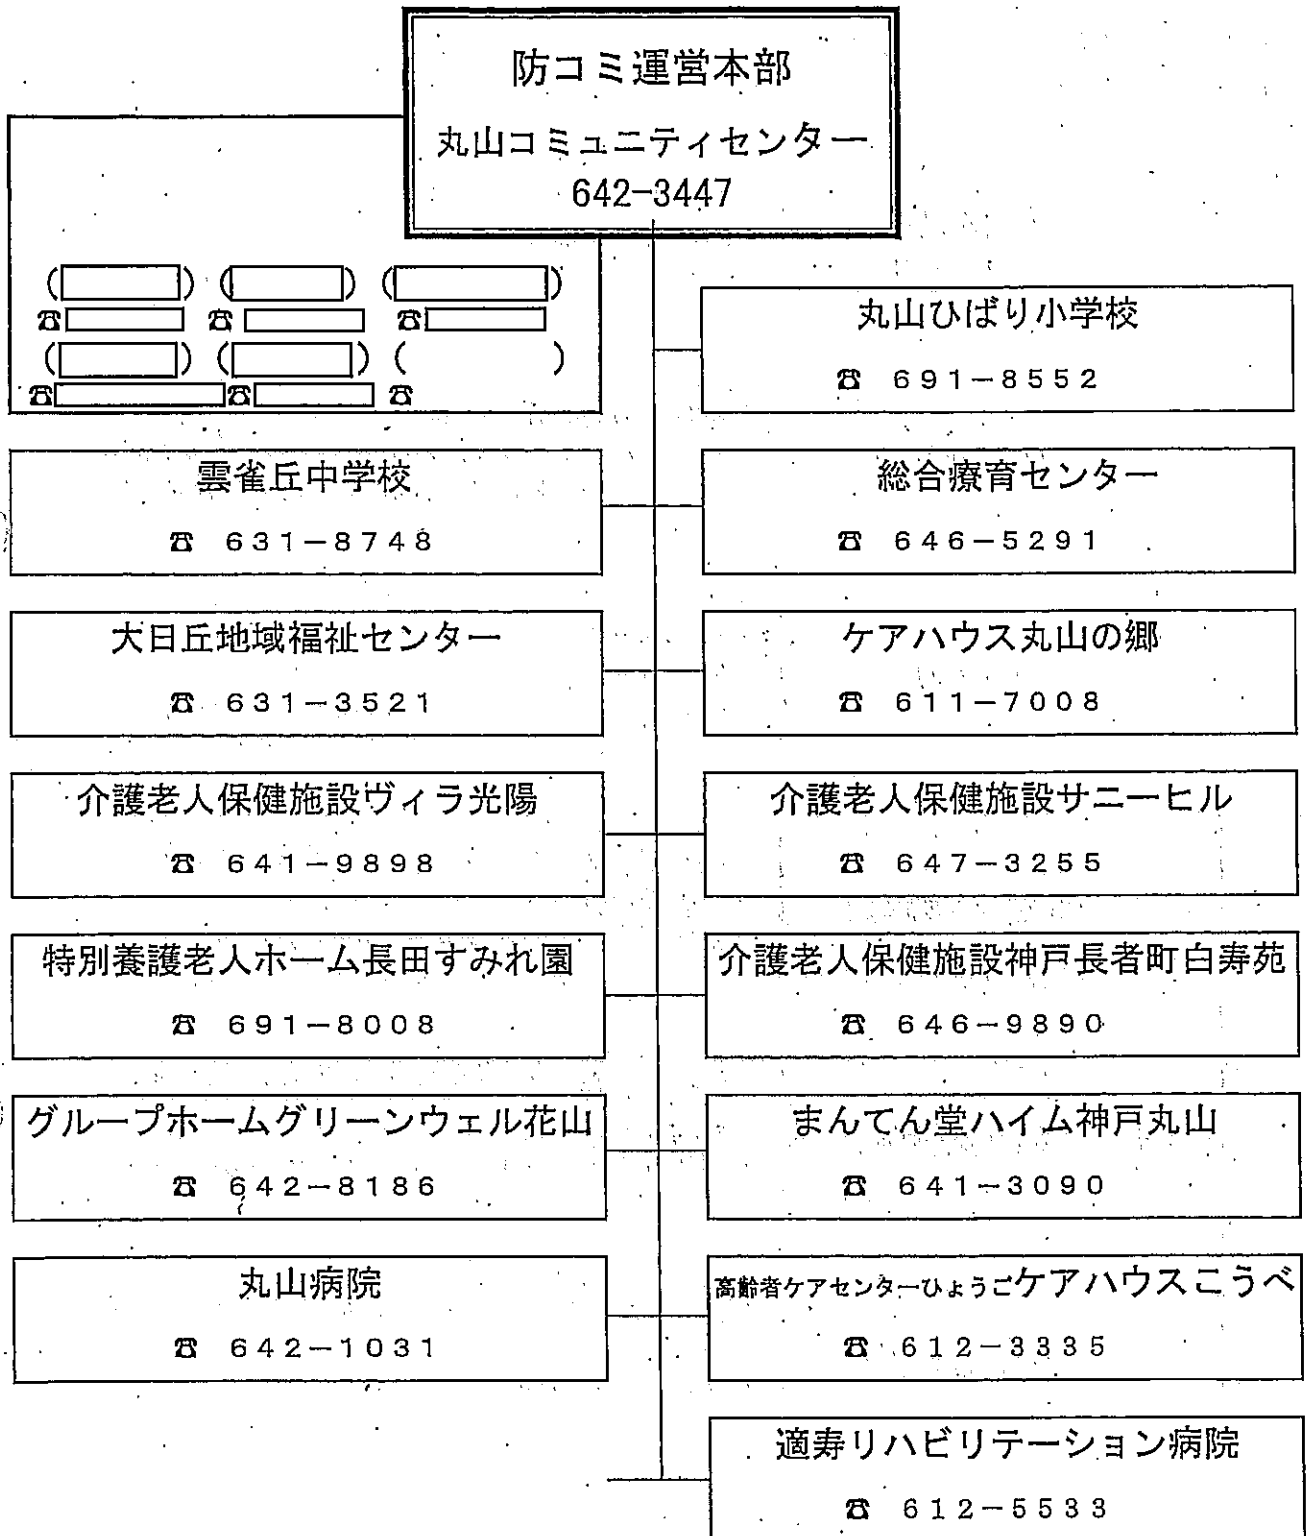 防コミ運営本部
丸山コミュニティセンター
642-3447
( ) ( ) ( )
☎ ☎ ☎
( ) ( ) ( )
☎ ☎ ☎
丸山ひばり小学校
☎ 691-8552
雲雀丘中学校
☎ 631-8748
総合療育センター
☎ 646-5291
大日丘地域福祉センター
☎ 631-3521
ケアハウス丸山の郷
☎ 611-7008
介護老人保健施設ヴィラ光陽
☎ 641-9898
介護老人保健施設サニーヒル
☎ 647-3255
特別養護老人ホーム長田すみれ園
☎ 691-8008
介護老人保健施設神戸長者町白寿苑
☎ 646-9890
グループホームグリーンウェル花山
☎ 642-8186
まんてん堂ハイム神戸丸山
☎ 641-3090
丸山病院
☎ 642-1031
高齢者ケアセンターひょうごケアハウスこうべ
☎ 612-3335
適寿リハビリテーション病院
☎ 612-5533